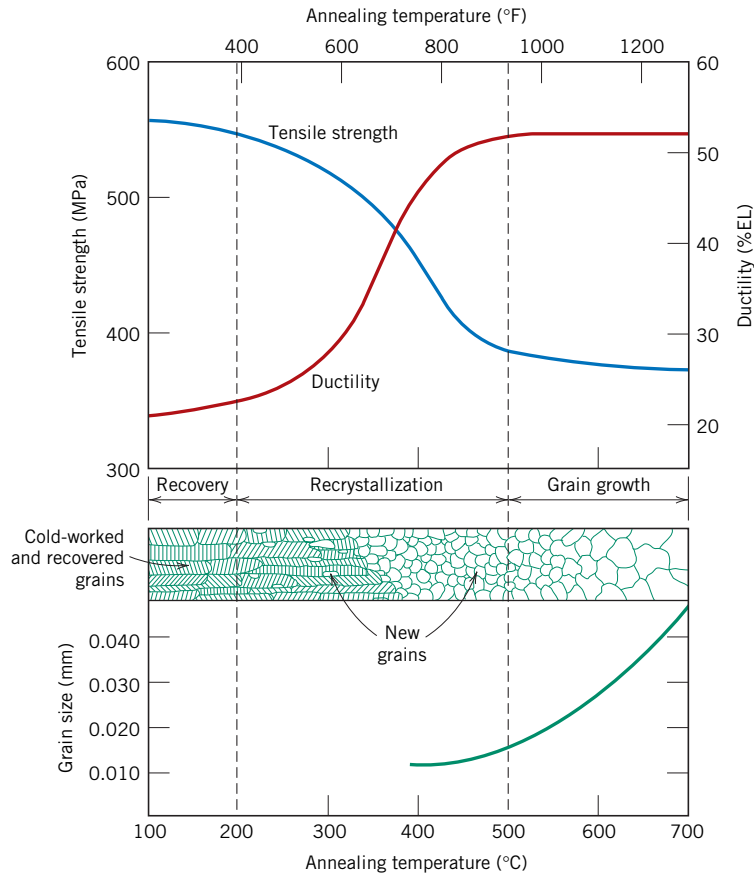 Annealing temperature (°F)
400 600 800 1000 1200
600
60
Tensile strength
50
500
40
Tensile strength (MPa)
Ductility (%EL)
400
30
Ductility
20
300
Recovery Recrystallization Grain growth
Cold-worked
and recovered
grains
New
grains
0.040
0.030
0.020
0.010
Grain size (mm)
100 200 300 400 500 600 700
Annealing temperature (°C)